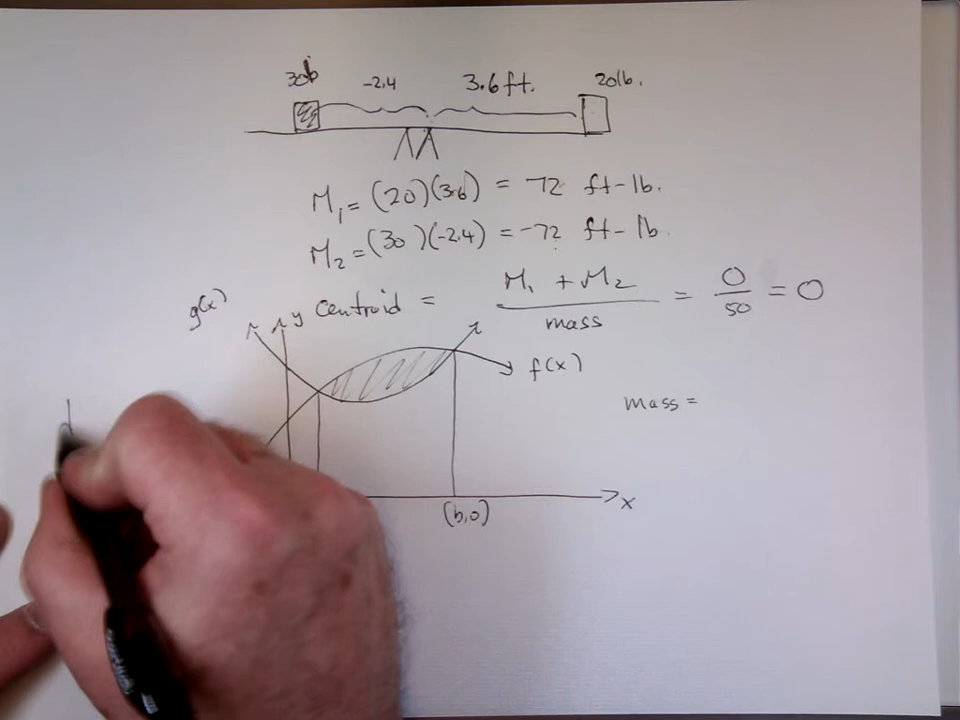 30lb -2.4 3.6 ft. 20lb.
M₁ = (20)(3.6) = 72 ft-lb.
M₂ = (30)(-2.4) = -72 ft-lb.
g(x) y centroid = M₁ + M₂ / mass = 0/50 = 0
f(x)
mass =
(b,0) x